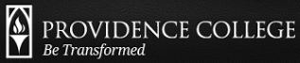 PROVIDENCE COLLEGE
Be Transformed